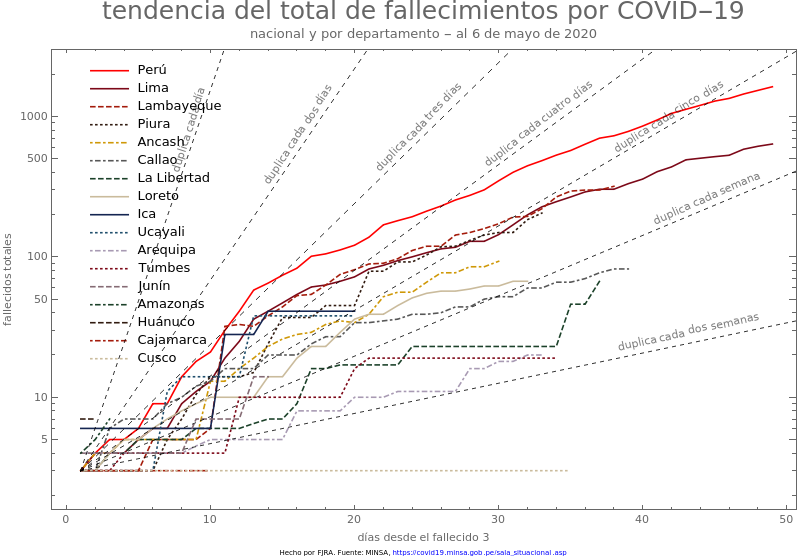 tendencia del total de fallecimientos por COVID−19
nacional y por departamento − al 6 de mayo de 2020
Perú
Lima
Lambayeque
Piura
Ancash
Callao
La Libertad
Loreto
Ica
Ucayali
Arequipa
Tumbes
Junín
Amazonas
Huánuco
Cajamarca
Cusco
duplica cada día
duplica cada dos días
duplica cada tres días
duplica cada cuatro días
duplica cada cinco días
duplica cada semana
duplica cada dos semanas
fallecidos totales
1000
500
100
50
10
5
0 10 20 30 40 50
días desde el fallecido 3
Hecho por FJRA. Fuente: MINSA, https://covid19.minsa.gob.pe/sala_situacional.asp